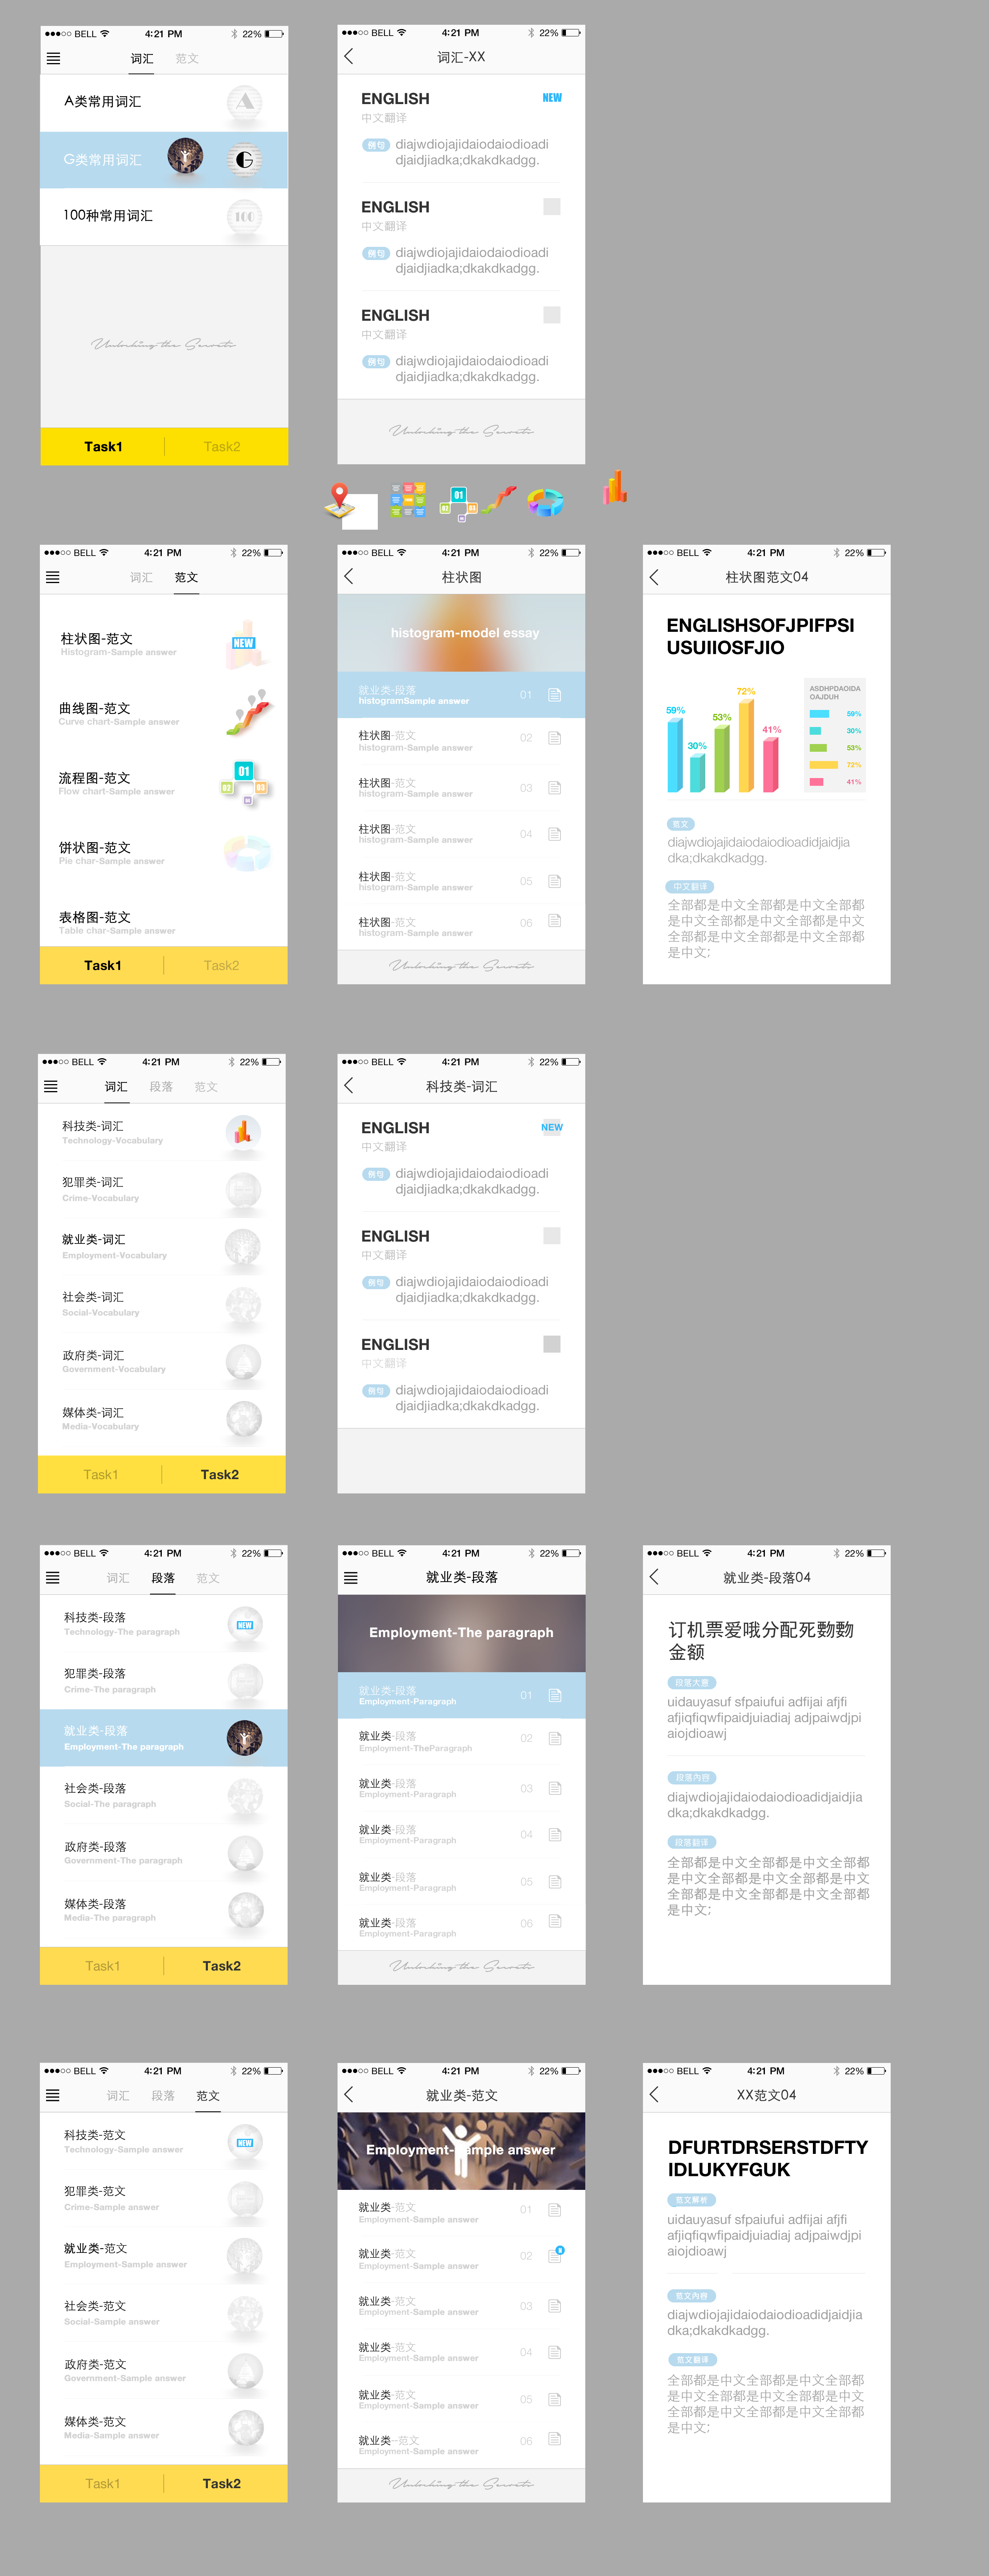 BELL 4:21 PM 22%
词汇 范文
A类常用词汇
A
G类常用词汇
G
100种常用词汇
100
Unlocking the Secrets
Task1 Task2
BELL 4:21 PM 22%
词汇-XX
ENGLISH NEW
中文翻译
例句 diajwdiojajidaiodaiodioadi
djaidjiadka;dkakdkadgg.
ENGLISH
中文翻译
例句 diajwdiojajidaiodaiodioadi
djaidjiadka;dkakdkadgg.
ENGLISH
中文翻译
例句 diajwdiojajidaiodaiodioadi
djaidjiadka;dkakdkadgg.
Unlocking the Secrets
01
02 03
BELL 4:21 PM 22%
词汇 范文
柱状图-范文 NEW
Histogram-Sample answer
曲线图-范文
Curve chart-Sample answer
流程图-范文 01
Flow chart-Sample answer 02 03
饼状图-范文
Pie char-Sample answer
表格图-范文
Table char-Sample answer
Task1 Task2
BELL 4:21 PM 22%
柱状图
histogram-model essay
就业类-段落 01
histogramSample answer
柱状图-范文 02
histogram-Sample answer
柱状图-范文 03
histogram-Sample answer
柱状图-范文 04
histogram-Sample answer
柱状图-范文 05
histogram-Sample answer
柱状图-范文 06
histogram-Sample answer
Unlocking the Secrets
BELL 4:21 PM 22%
柱状图范文04
ENGLISHSOFJPIFPSI
USUIIOSFJIO
59% 30% 53% 72% 41%
ASDHPDAOIDA
OAJDUH
59%
30%
53%
72%
41%
范文
diajwdiojajidaiodaiodioadidjaidjia
dka;dkakdkadgg.
中文翻译
全部都是中文全部都是中文全部都
是中文全部都是中文全部都是中文
全部都是中文全部都是中文全部都
是中文;
BELL 4:21 PM 22%
词汇 段落 范文
科技类-词汇
Technology-Vocabulary
犯罪类-词汇
Crime-Vocabulary
就业类-词汇
Employment-Vocabulary
社会类-词汇
Social-Vocabulary
政府类-词汇
Government-Vocabulary
媒体类-词汇
Media-Vocabulary
Task1 Task2
BELL 4:21 PM 22%
科技类-词汇
ENGLISH NEW
中文翻译
例句 diajwdiojajidaiodaiodioadi
djaidjiadka;dkakdkadgg.
ENGLISH
中文翻译
例句 diajwdiojajidaiodaiodioadi
djaidjiadka;dkakdkadgg.
ENGLISH
中文翻译
例句 diajwdiojajidaiodaiodioadi
djaidjiadka;dkakdkadgg.
BELL 4:21 PM 22%
词汇 段落 范文
科技类-段落 NEW
Technology-The paragraph
犯罪类-段落
Crime-The paragraph
就业类-段落
Employment-The paragraph
社会类-段落
Social-The paragraph
政府类-段落
Government-The paragraph
媒体类-段落
Media-The paragraph
Task1 Task2
BELL 4:21 PM 22%
就业类-段落
Employment-The paragraph
就业类-段落 01
Employment-Paragraph
就业类-段落 02
Employment-TheParagraph
就业类-段落 03
Employment-Paragraph
就业类-段落 04
Employment-Paragraph
就业类-段落 05
Employment-Paragraph
就业类-段落 06
Employment-Paragraph
Unlocking the Secrets
BELL 4:21 PM 22%
就业类-段落04
订机票爱哦分配死覅覅
金额
段落大意
uidauyasuf sfpaiufui adfijai afjfi
afjiqfiqwfipaidjuiadiaj adjpaiwdjpi
aiojdioawj
段落内容
diajwdiojajidaiodaiodioadidjaidjia
dka;dkakdkadgg.
段落翻译
全部都是中文全部都是中文全部都
是中文全部都是中文全部都是中文
全部都是中文全部都是中文全部都
是中文;
BELL 4:21 PM 22%
词汇 段落 范文
科技类-范文 NEW
Technology-Sample answer
犯罪类-范文
Crime-Sample answer
就业类-范文
Employment-Sample answer
社会类-范文
Social-Sample answer
政府类-范文
Government-Sample answer
媒体类-范文
Media-Sample answer
Task1 Task2
BELL 4:21 PM 22%
就业类-范文
Employment-Sample answer
就业类-范文 01
Employment-Sample answer
就业类-范文 02
Employment-Sample answer
就业类-范文 03
Employment-Sample answer
就业类-范文 04
Employment-Sample answer
就业类-范文 05
Employment-Sample answer
就业类--范文 06
Employment-Sample answer
Unlocking the Secrets
BELL 4:21 PM 22%
XX范文04
DFURTDRSERSTDFTY
IDLUKYFGUK
范文解析
uidauyasuf sfpaiufui adfijai afjfi
afjiqfiqwfipaidjuiadiaj adjpaiwdjpi
aiojdioawj
范文内容
diajwdiojajidaiodaiodioadidjaidjia
dka;dkakdkadgg.
范文翻译
全部都是中文全部都是中文全部都
是中文全部都是中文全部都是中文
全部都是中文全部都是中文全部都
是中文;